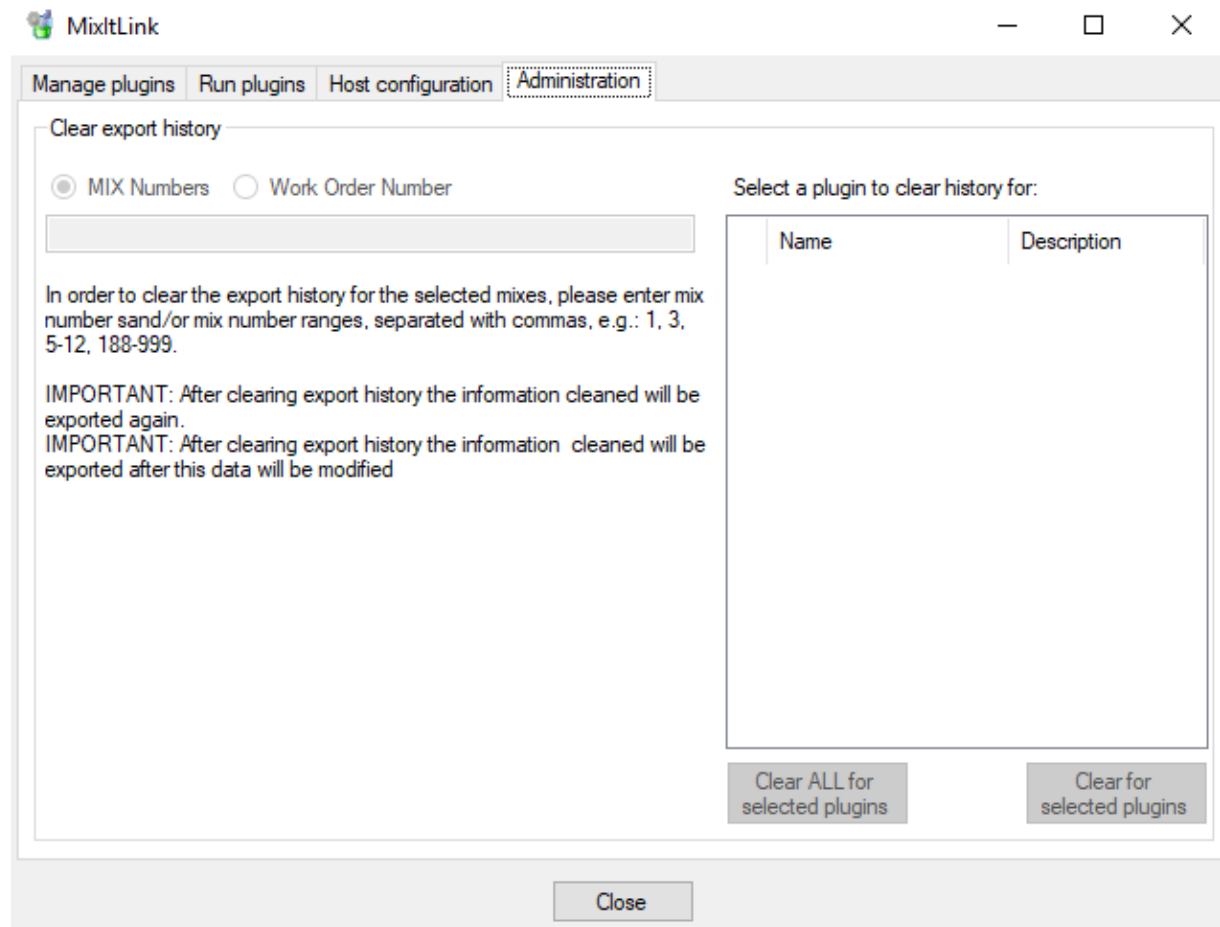 MixItLink
Manage plugins Run plugins Host configuration Administration
Clear export history
MIX Numbers Work Order Number
In order to clear the export history for the selected mixes, please enter mix
number sand/or mix number ranges, separated with commas, e.g.: 1, 3,
5-12, 188-999.
IMPORTANT: After clearing export history the information cleaned will be
exported again.
IMPORTANT: After clearing export history the information  cleaned will be
exported after this data will be modified
Select a plugin to clear history for:
Name Description
Clear ALL for
selected plugins
Clear for
selected plugins
Close